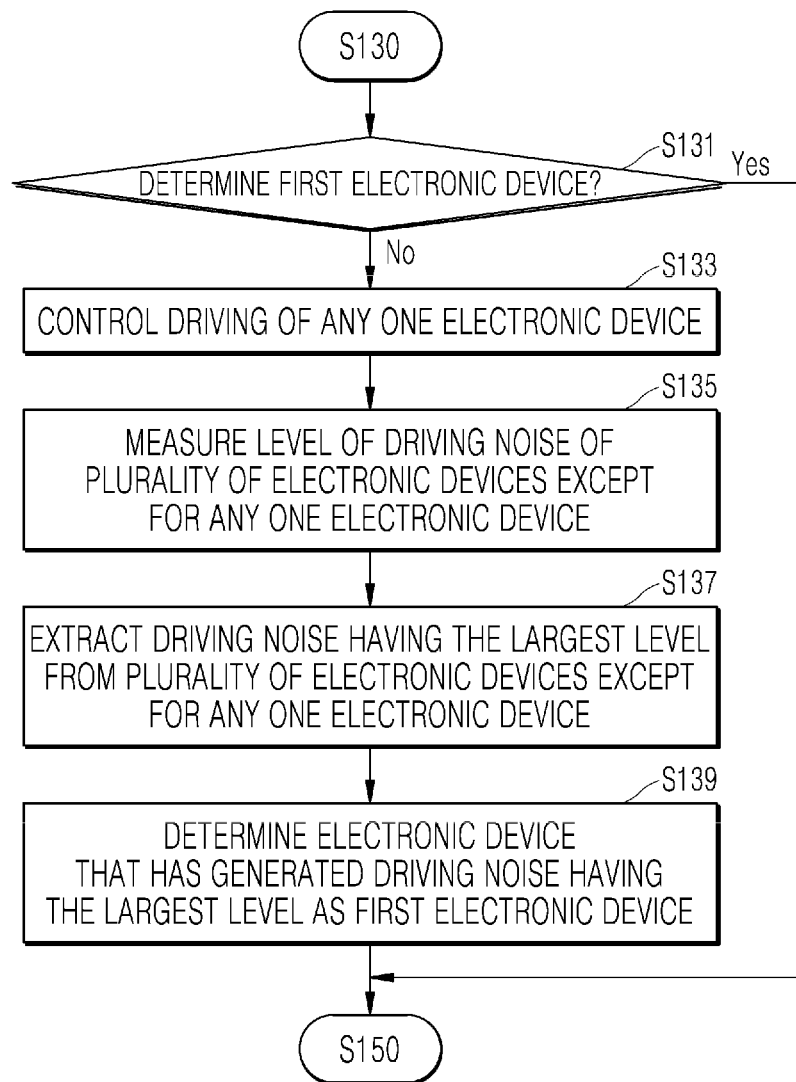 S130
S131
DETERMINE FIRST ELECTRONIC DEVICE?
Yes
No
S133
CONTROL DRIVING OF ANY ONE ELECTRONIC DEVICE
S135
MEASURE LEVEL OF DRIVING NOISE OF
PLURALITY OF ELECTRONIC DEVICES EXCEPT
FOR ANY ONE ELECTRONIC DEVICE
S137
EXTRACT DRIVING NOISE HAVING THE LARGEST LEVEL
FROM PLURALITY OF ELECTRONIC DEVICES EXCEPT
FOR ANY ONE ELECTRONIC DEVICE
S139
DETERMINE ELECTRONIC DEVICE
THAT HAS GENERATED DRIVING NOISE HAVING
THE LARGEST LEVEL AS FIRST ELECTRONIC DEVICE
S150